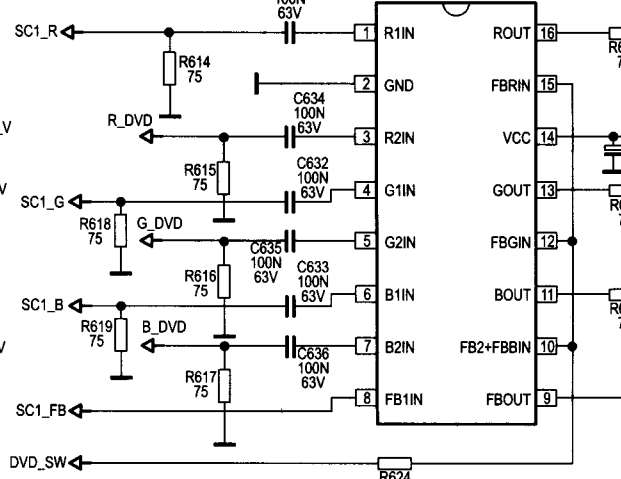 100N
63V
SC1_R
1 R1IN
ROUT 16
R614
75
2 GND
FBRIN 15
C634
100N
63V
R_DVD
3 R2IN
VCC 14
_V
R615
75
C632
100N
63V
4 G1IN
GOUT 13
SC1_G
R618
75
G_DVD
5 G2IN
FBGIN 12
C635
100N
63V
R616
75
C633
100N
63V
6 B1IN
BOUT 11
SC1_B
R619
75
B_DVD
7 B2IN
FB2+FBBIN 10
C636
100N
63V
R617
75
8 FB1IN
FBOUT 9
SC1_FB
DVD_SW
R624